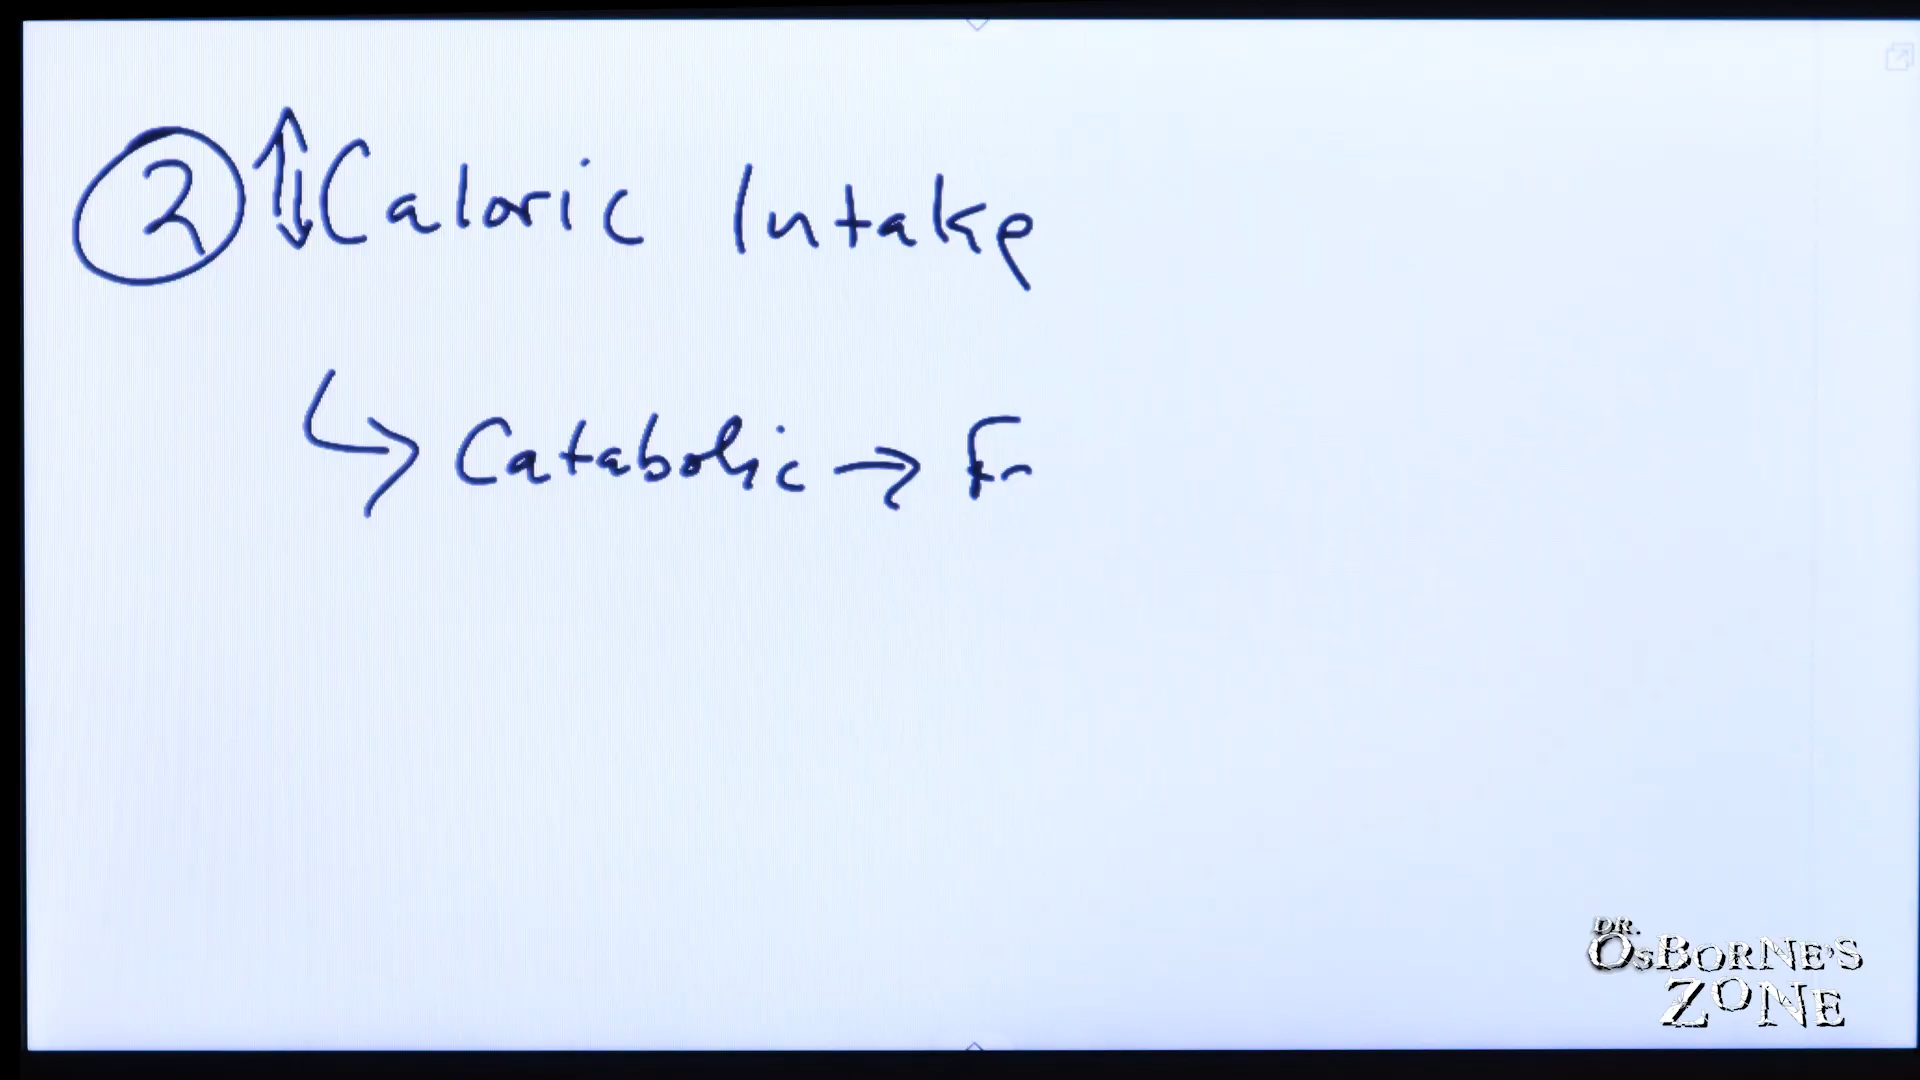 ② ↑↓ Caloric Intake
↳ Catabolic →
DR.
OSBORNE'S
ZONE